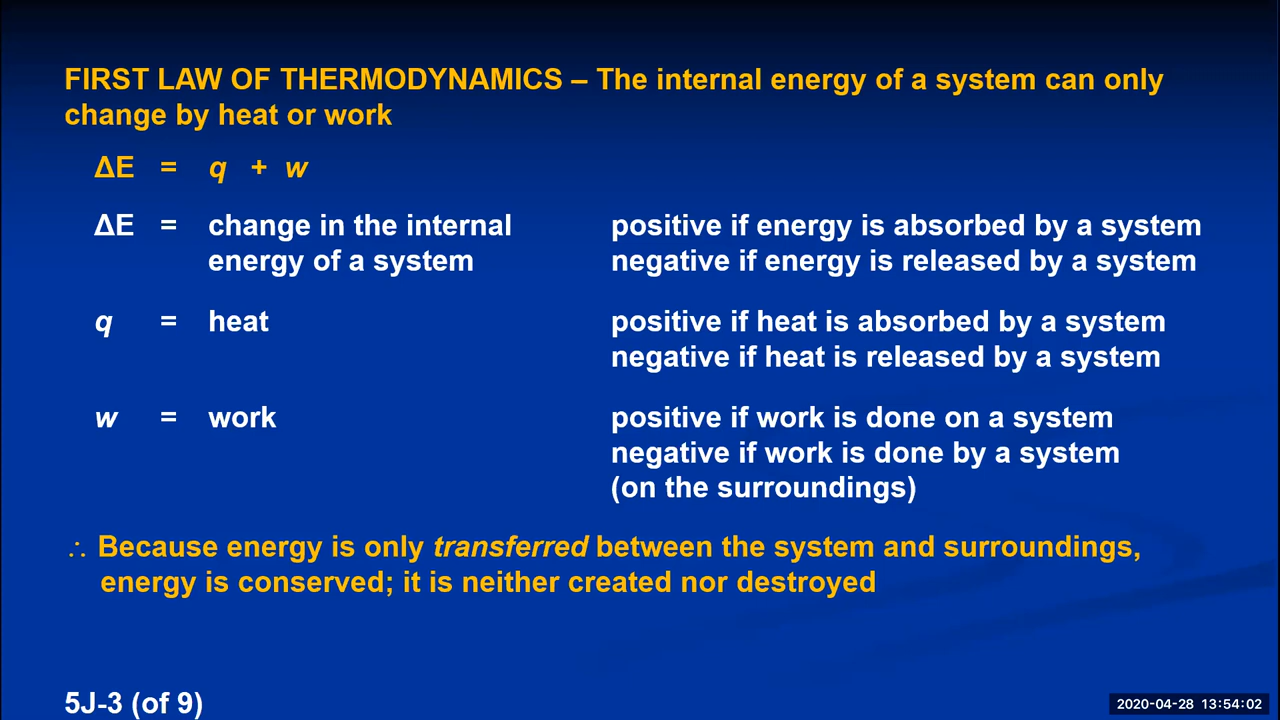 FIRST LAW OF THERMODYNAMICS – The internal energy of a system can only
change by heat or work
ΔE = q + w
ΔE = change in the internal positive if energy is absorbed by a system
energy of a system negative if energy is released by a system
q = heat positive if heat is absorbed by a system
negative if heat is released by a system
w = work positive if work is done on a system
negative if work is done by a system
(on the surroundings)
∴ Because energy is only transferred between the system and surroundings,
energy is conserved; it is neither created nor destroyed
5J-3 (of 9)
2020-04-28 13:54:02